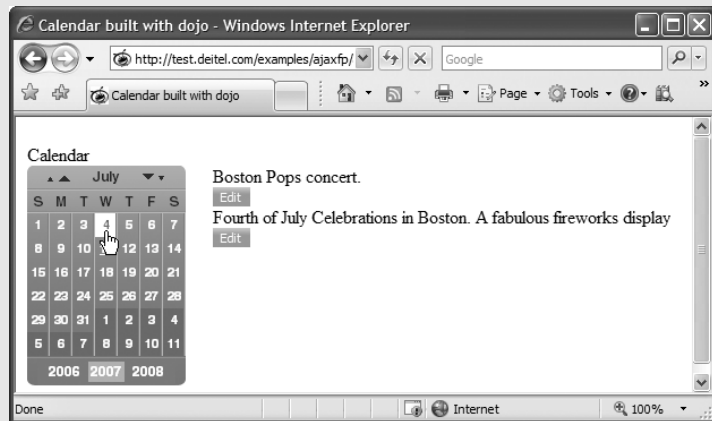 Calendar built with dojo - Windows Internet Explorer
http://test.deitel.com/examples/ajaxfp/
Google
Calendar built with dojo
Page
Tools
»
Calendar
July
S M T W T F S
1 2 3 4 5 6 7
8 9 10 12 13 14
15 16 17 18 19 20 21
22 23 24 25 26 27 28
29 30 31 1 2 3 4
5 6 7 8 9 10 11
2006 2007 2008
Boston Pops concert.
Edit
Fourth of July Celebrations in Boston. A fabulous fireworks display
Edit
Done
Internet
100%